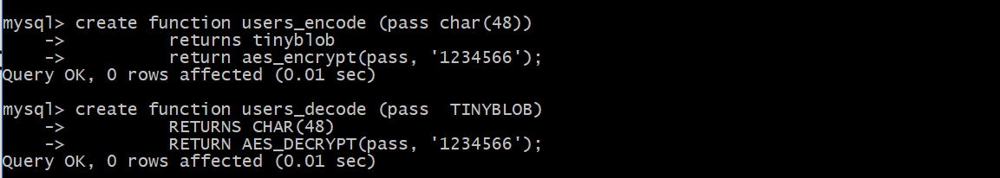 mysql> create function users_encode (pass char(48))
    ->          returns tinyblob
    ->          return aes_encrypt(pass, '1234566');
Query OK, 0 rows affected (0.01 sec)

mysql> create function users_decode (pass  TINYBLOB)
    ->          RETURNS CHAR(48)
    ->          RETURN AES_DECRYPT(pass, '1234566');
Query OK, 0 rows affected (0.01 sec)